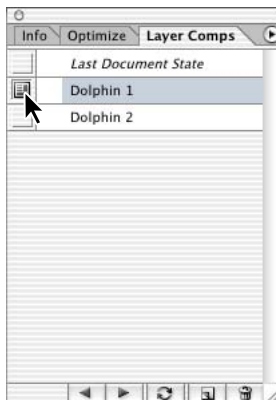 Info Optimize Layer Comps
Last Document State
Dolphin 1
Dolphin 2